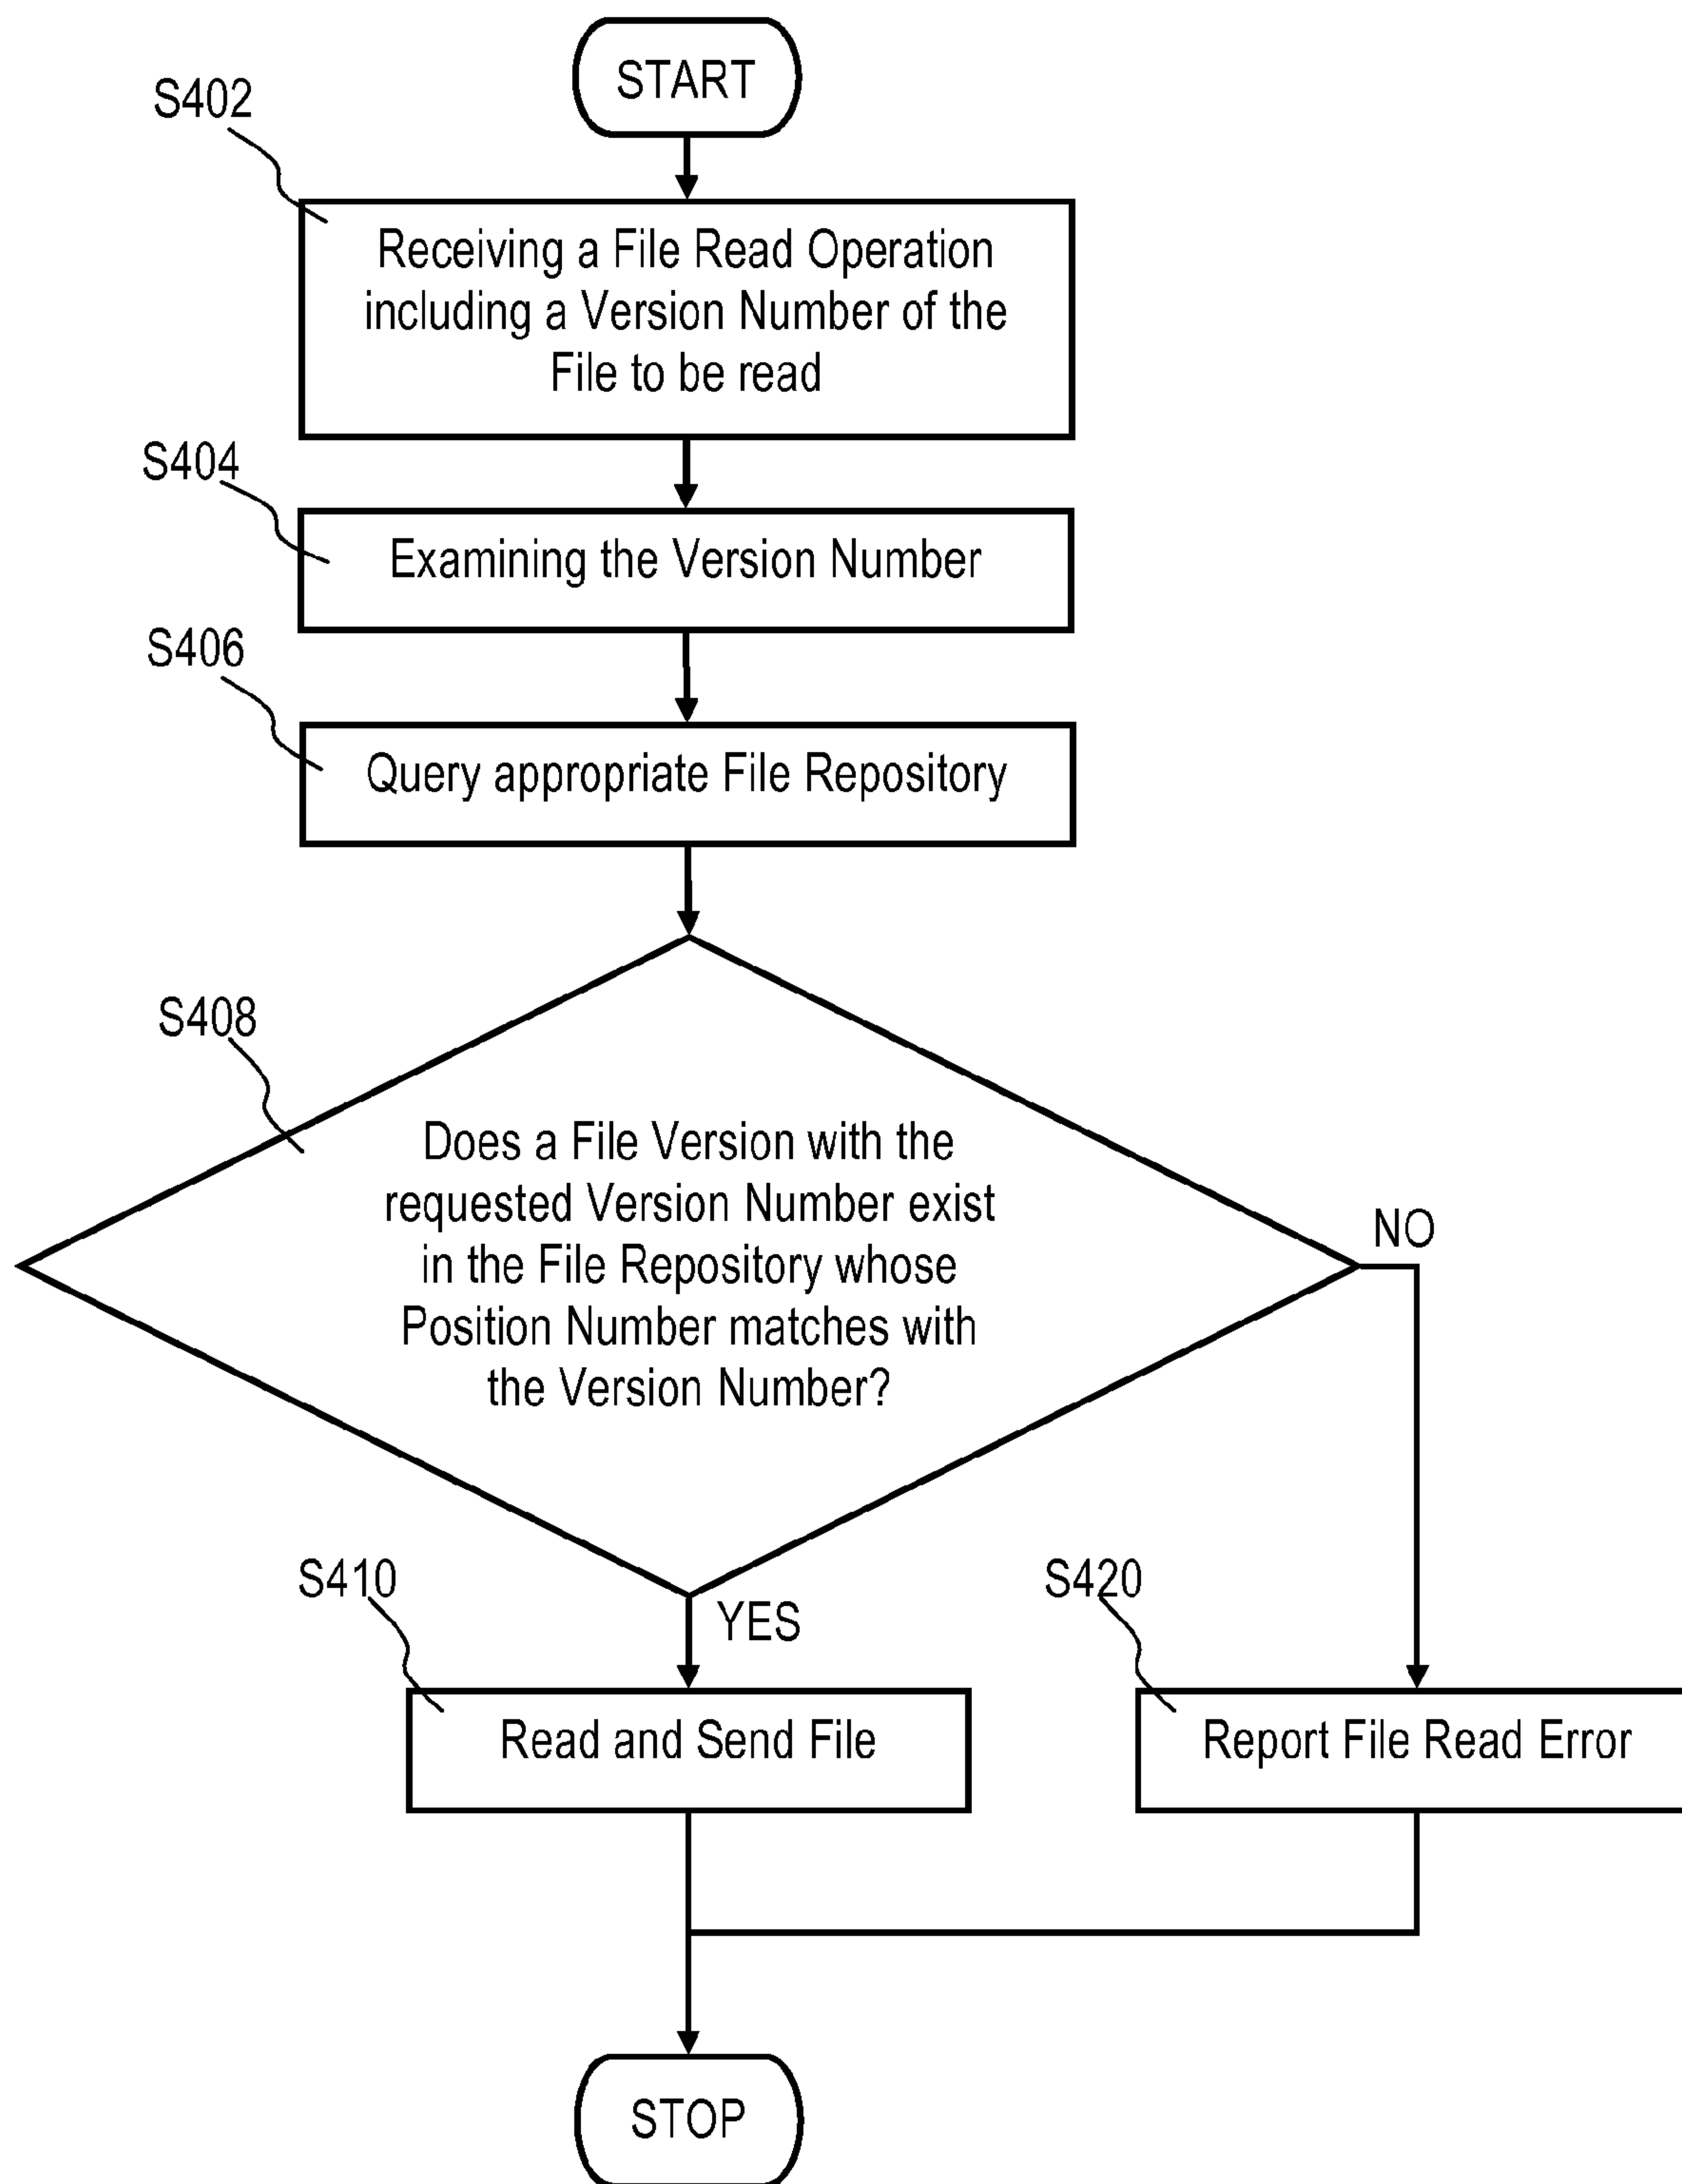 START
S402
Receiving a File Read Operation
including a Version Number of the
File to be read
S404
Examining the Version Number
S406
Query appropriate File Repository
S408
Does a File Version with the
requested Version Number exist
in the File Repository whose
Position Number matches with
the Version Number?
NO
YES
S410
Read and Send File
S420
Report File Read Error
STOP